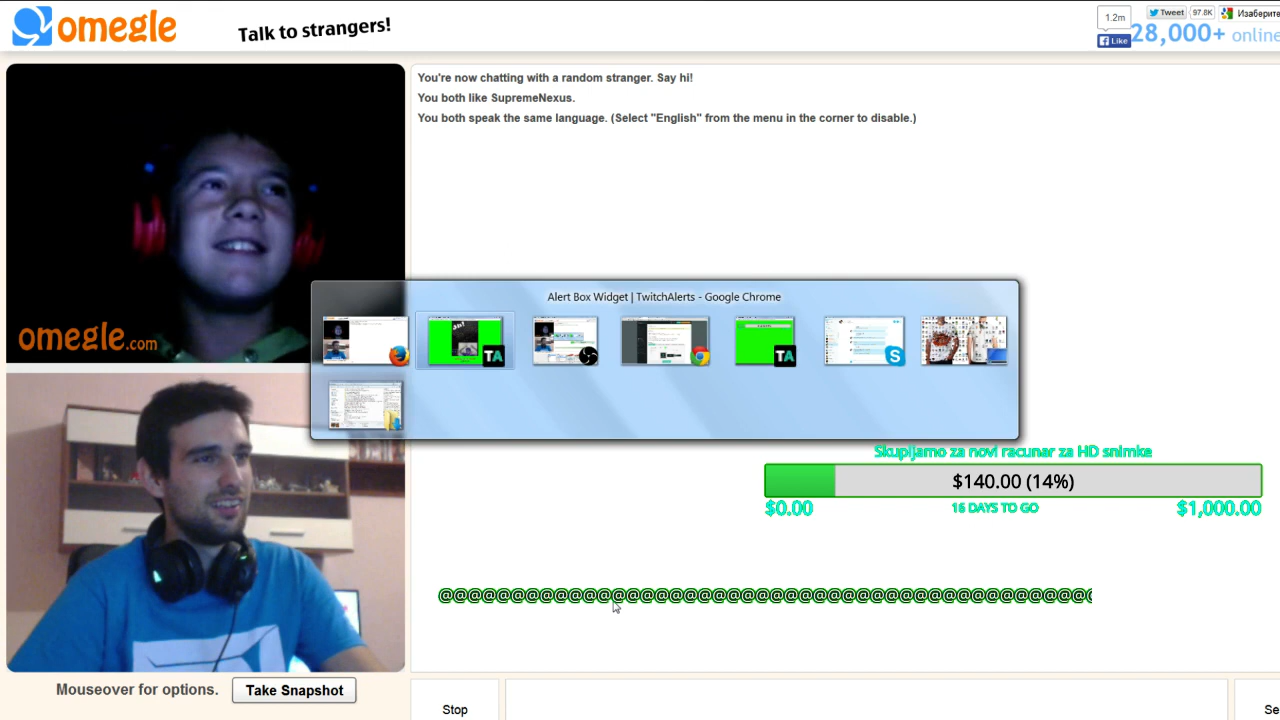 omegle
Talk to strangers!
1.2m
Like
Tweet
97.8K
Изаберите
28,000+ online
You're now chatting with a random stranger. Say hi!
You both like SupremeNexus.
You both speak the same language. (Select "English" from the menu in the corner to disable.)
omegle.com
Alert Box Widget | TwitchAlerts - Google Chrome
TA
TA
S
Skupljamo za novi racunar za HD snimke
$140.00 (14%)
$0.00
16 DAYS TO GO
$1,000.00
@@@@@@@@@@@@@@@@@@@@@@@@@@@@@@@@@@@@@@@@@@@@@
Mouseover for options.
Take Snapshot
Stop
Se